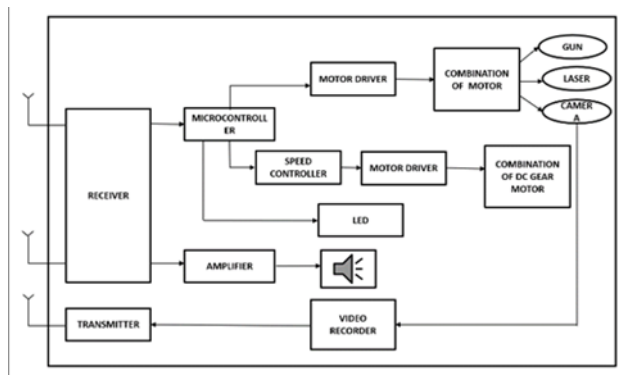 GUN
MOTOR DRIVER
COMBINATION
OF MOTOR
LASER
CAMER
A
MICROCONTROLL
ER
SPEED
CONTROLLER
MOTOR DRIVER
COMBINATION
OF DC GEAR
MOTOR
RECEIVER
LED
AMPLIFIER
TRANSMITTER
VIDEO
RECORDER